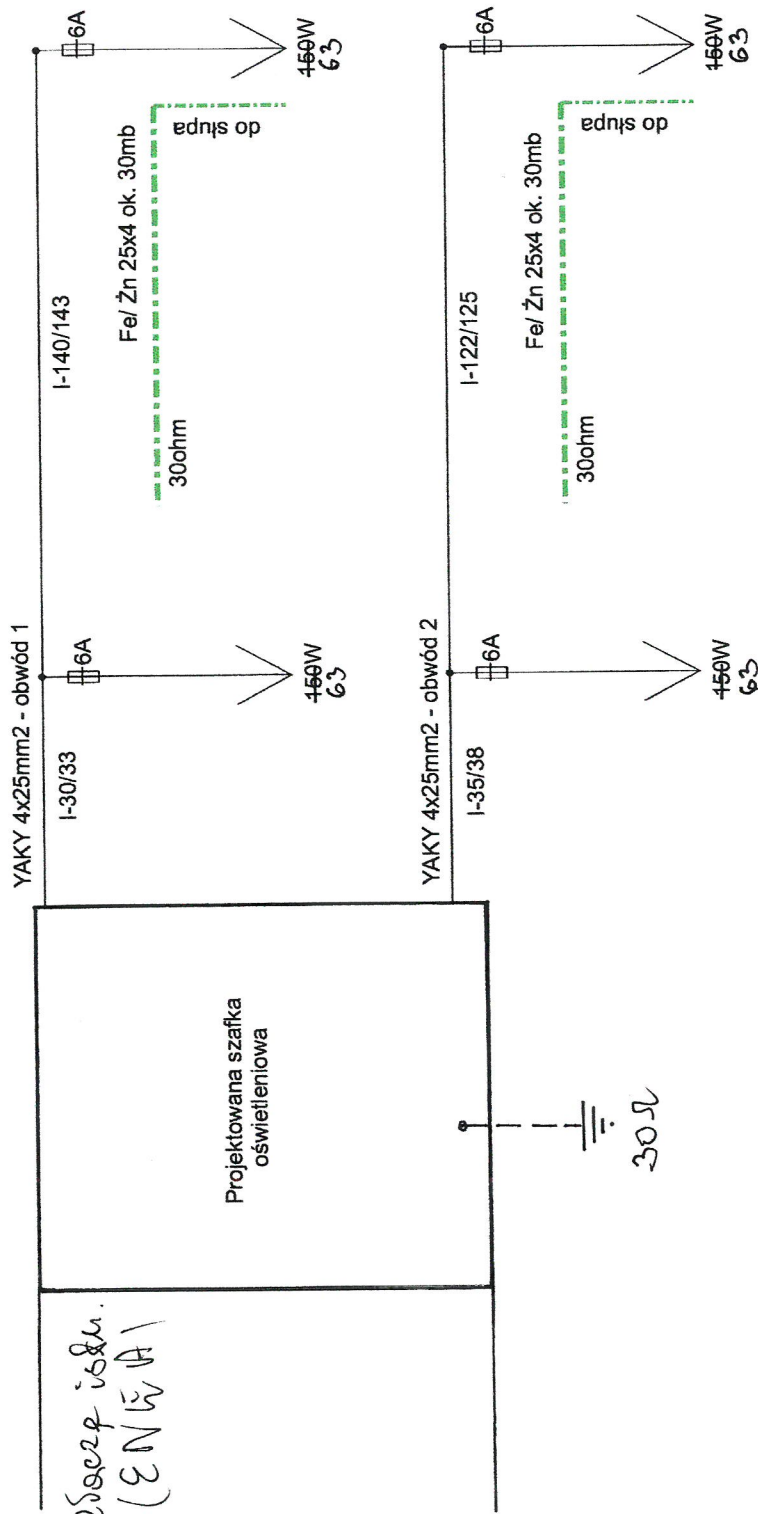 YAKY 4x25mm2 - obwód 1
l-30/33
6A
150W
63
l-140/143
6A
150W
63
Fe/ Żn 25x4 ok. 30mb
30ohm
do słupa
złącze istn.
(ENEA)
Projektowana szafka
oświetleniowa
30Ω
YAKY 4x25mm2 - obwód 2
l-35/38
6A
150W
63
l-122/125
6A
150W
63
Fe/ Żn 25x4 ok. 30mb
30ohm
do słupa